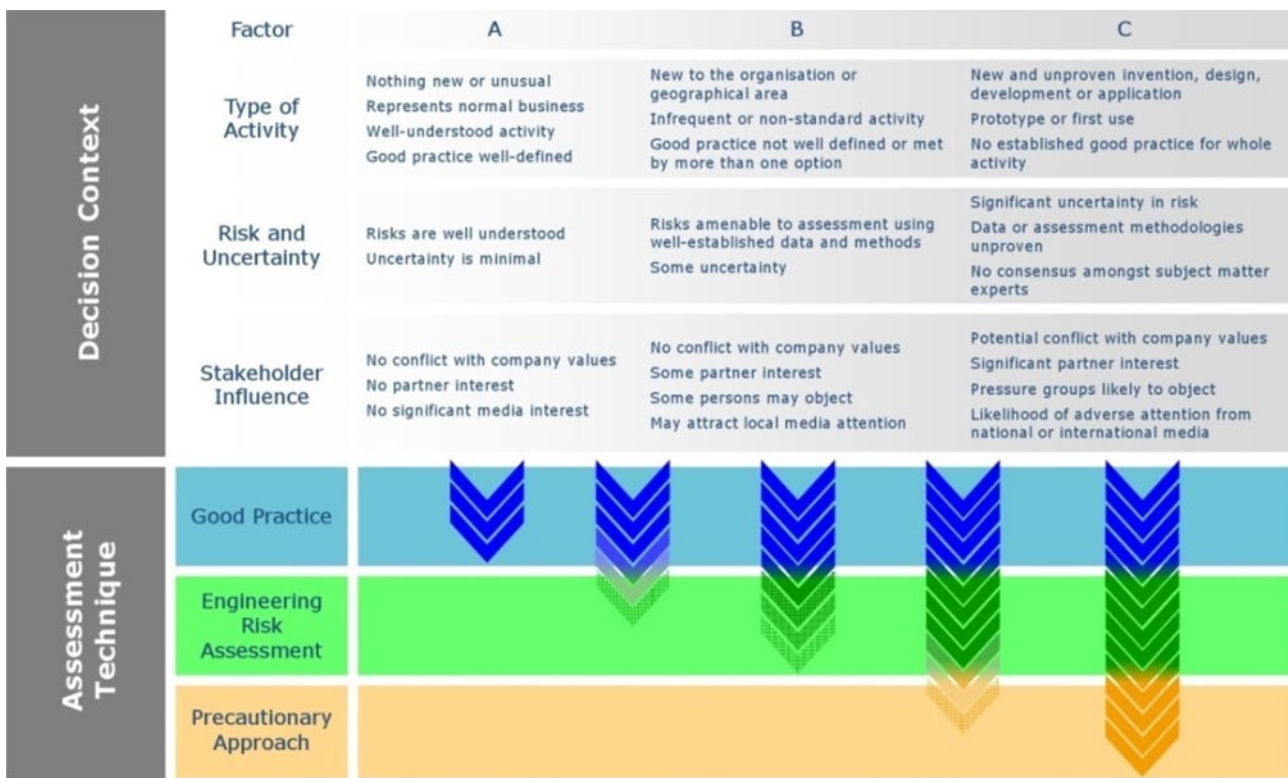 Decision Context
Factor
A
B
C
Type of
Activity
Nothing new or unusual
Represents normal business
Well-understood activity
Good practice well-defined
New to the organisation or
geographical area
Infrequent or non-standard activity
Good practice not well defined or met
by more than one option
New and unproven invention, design,
development or application
Prototype or first use
No established good practice for whole
activity
Risk and
Uncertainty
Risks are well understood
Uncertainty is minimal
Risks amenable to assessment using
well-established data and methods
Some uncertainty
Significant uncertainty in risk
Data or assessment methodologies
unproven
No consensus amongst subject matter
experts
Stakeholder
Influence
No conflict with company values
No partner interest
No significant media interest
No conflict with company values
Some partner interest
Some persons may object
May attract local media attention
Potential conflict with company values
Significant partner interest
Pressure groups likely to object
Likelihood of adverse attention from
national or international media
Assessment
Technique
Good Practice
Engineering
Risk
Assessment
Precautionary
Approach